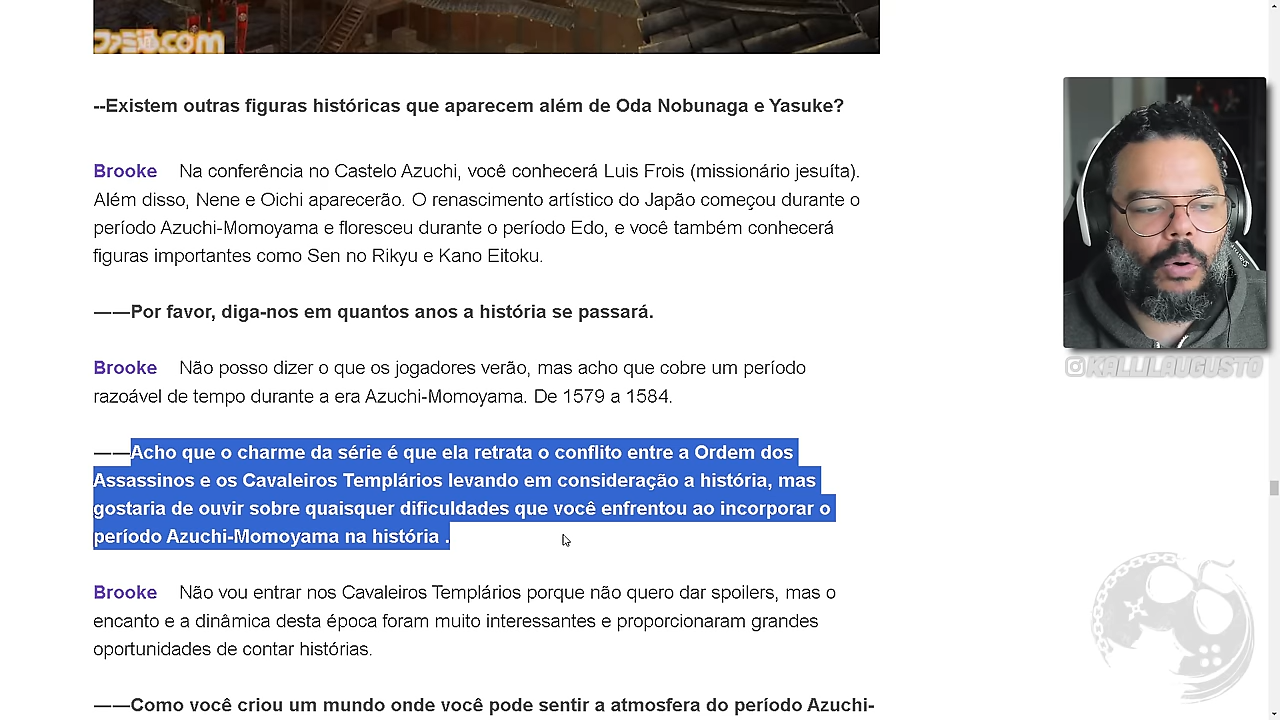 ファミ通.com
--Existem outras figuras históricas que aparecem além de Oda Nobunaga e Yasuke?
Brooke Na conferência no Castelo Azuchi, você conhecerá Luis Frois (missionário jesuíta).
Além disso, Nene e Oichi aparecerão. O renascimento artístico do Japão começou durante o
período Azuchi-Momoyama e floresceu durante o período Edo, e você também conhecerá
figuras importantes como Sen no Rikyu e Kano Eitoku.
——Por favor, diga-nos em quantos anos a história se passará.
Brooke Não posso dizer o que os jogadores verão, mas acho que cobre um período
razoável de tempo durante a era Azuchi-Momoyama. De 1579 a 1584.
——Acho que o charme da série é que ela retrata o conflito entre a Ordem dos
Assassinos e os Cavaleiros Templários levando em consideração a história, mas
gostaria de ouvir sobre quaisquer dificuldades que você enfrentou ao incorporar o
período Azuchi-Momoyama na história .
Brooke Não vou entrar nos Cavaleiros Templários porque não quero dar spoilers, mas o
encanto e a dinâmica desta época foram muito interessantes e proporcionaram grandes
oportunidades de contar histórias.
——Como você criou um mundo onde você pode sentir a atmosfera do período Azuchi-
KALLILAUGUSTO